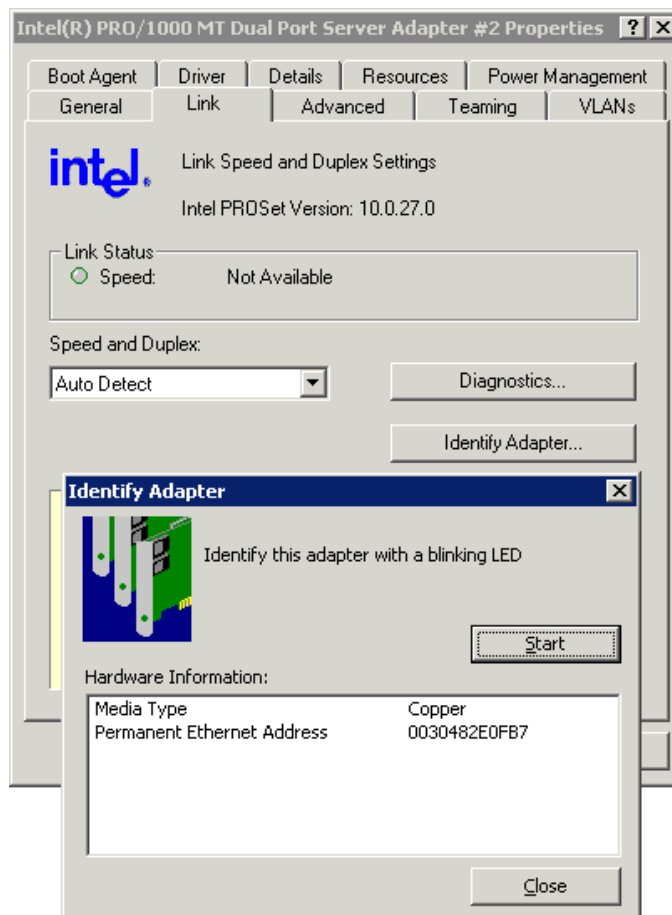 Intel(R) PRO/1000 MT Dual Port Server Adapter #2 Properties
Boot Agent Driver Details Resources Power Management
General Link Advanced Teaming VLANs
intel
Link Speed and Duplex Settings
Intel PROSet Version: 10.0.27.0
Link Status
Speed: Not Available
Speed and Duplex:
Auto Detect
Diagnostics...
Identify Adapter...
Identify Adapter
Identify this adapter with a blinking LED
Start
Hardware Information:
Media Type Copper
Permanent Ethernet Address 0030482E0FB7
Close